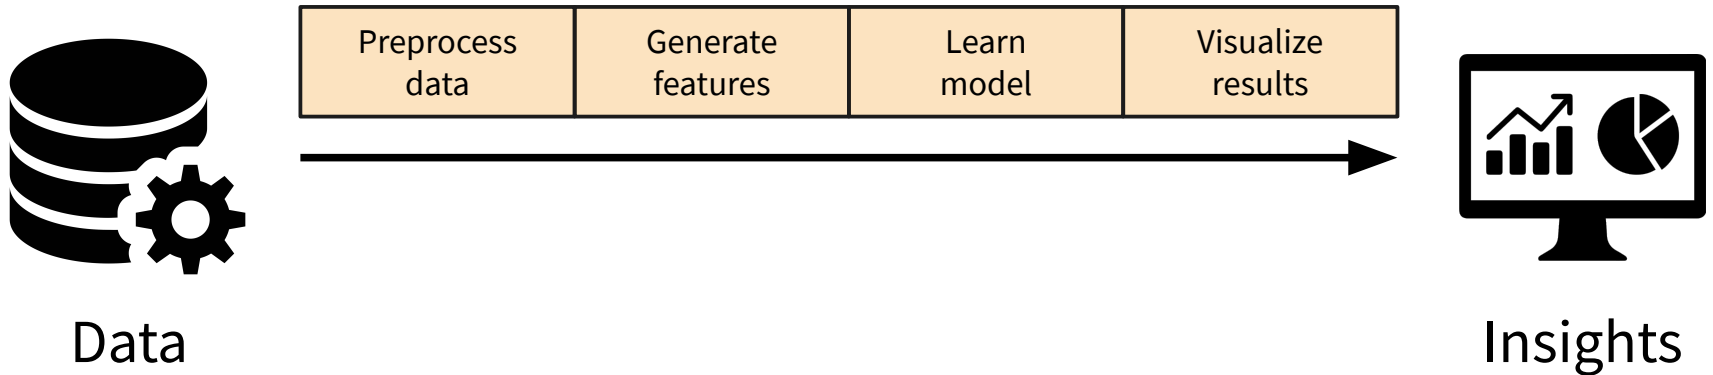 Preprocess
data
Generate
features
Learn
model
Visualize
results
Data
Insights